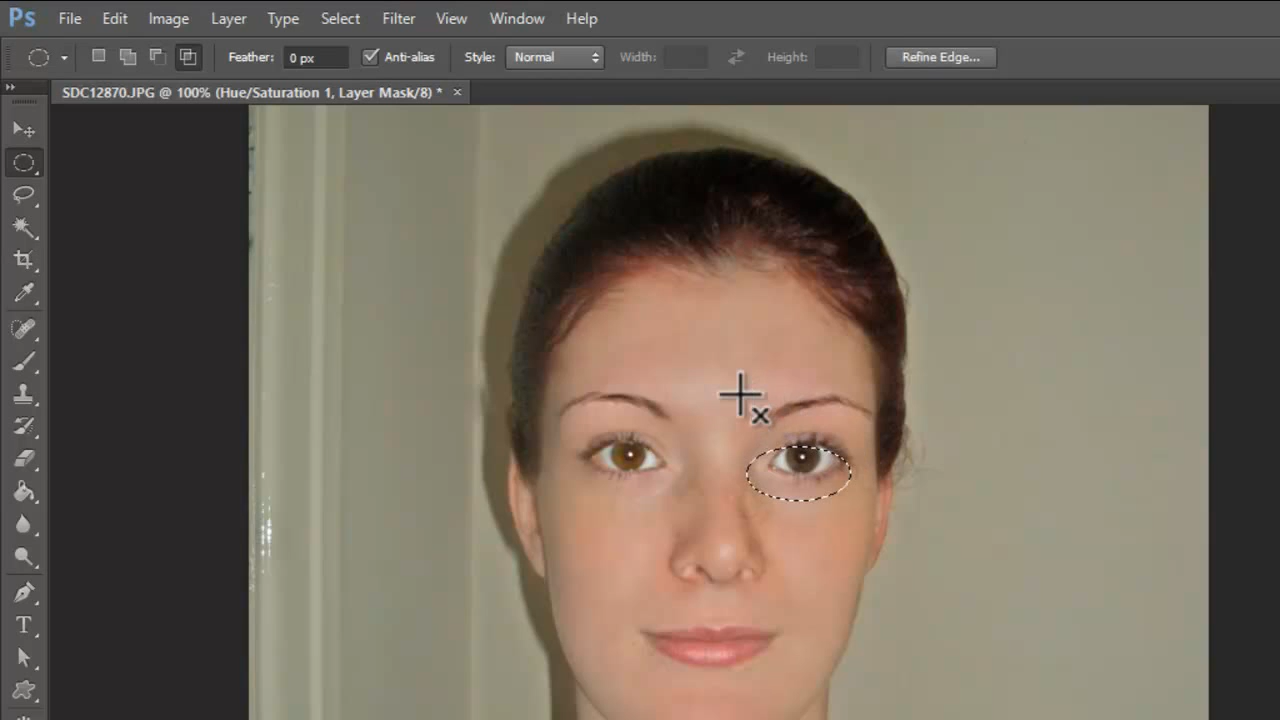 Ps File Edit Image Layer Type Select Filter View Window Help
Feather: 0 px Anti-alias Style: Normal Width: Height: Refine Edge...
SDC12870.JPG @ 100% (Hue/Saturation 1, Layer Mask/8) * ×
T